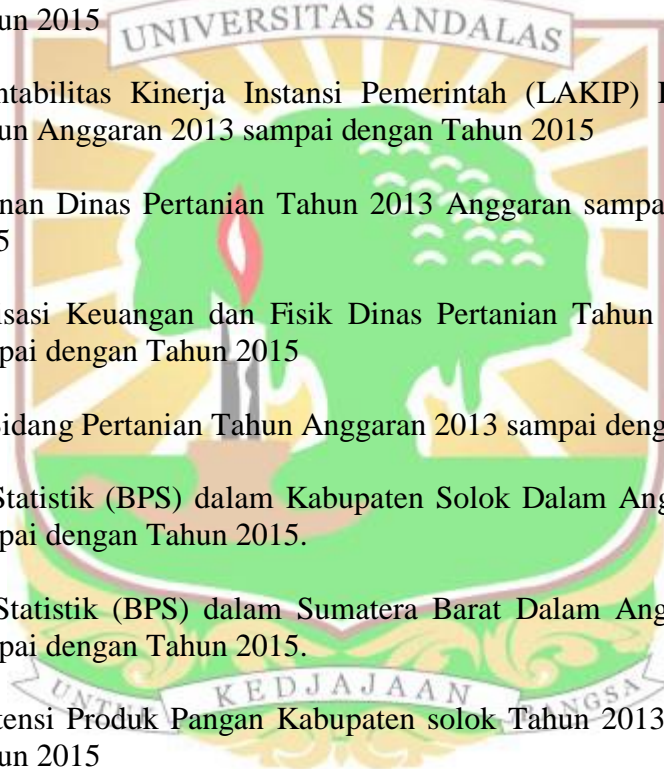 un 2015
UNIVERSITAS ANDALAS
ntabilitas Kinerja Instansi Pemerintah (LAKIP)
un Anggaran 2013 sampai dengan Tahun 2015
nan Dinas Pertanian Tahun 2013 Anggaran sampa
5
isasi Keuangan dan Fisik Dinas Pertanian Tahun
pai dengan Tahun 2015
Bidang Pertanian Tahun Anggaran 2013 sampai deng
Statistik (BPS) dalam Kabupaten Solok Dalam Ang
pai dengan Tahun 2015.
Statistik (BPS) dalam Sumatera Barat Dalam Ang
pai dengan Tahun 2015.
UNTUK KEDJAJAAN BANGSA
tensi Produk Pangan Kabupaten solok Tahun 2013
un 2015